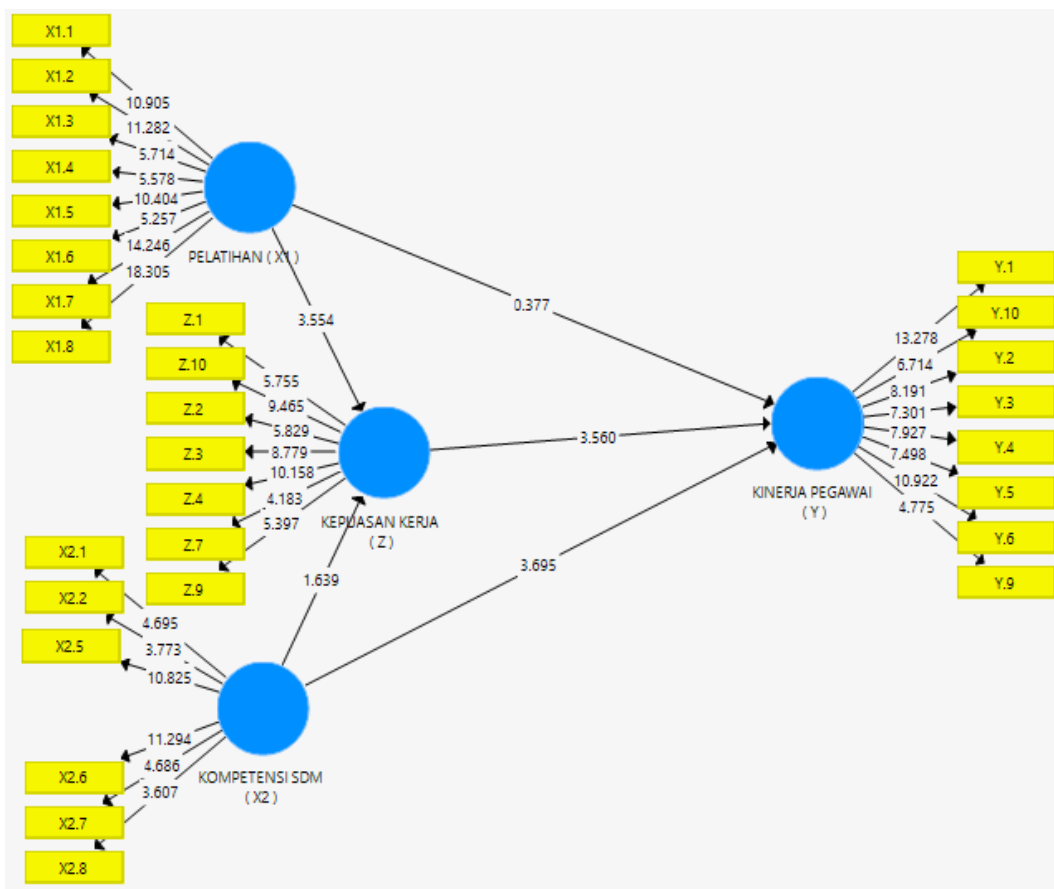 X1.1
X1.2
X1.3
X1.4
X1.5
X1.6
X1.7
X1.8
10.905
11.282
5.714
5.578
10.404
5.257
14.246
18.305
PELATIHAN ( X1 )
3.554
0.377
Z.1
Z.10
Z.2
Z.3
Z.4
Z.7
Z.9
5.755
9.465
5.829
8.779
10.158
4.183
5.397
KEPUASAN KERJA
( Z )
3.560
1.639
3.695
X2.1
X2.2
X2.5
X2.6
X2.7
X2.8
4.695
3.773
10.825
11.294
4.686
3.607
KOMPETENSI SDM
( X2 )
KINERJA PEGAWAI
( Y )
13.278
6.714
8.191
7.301
7.927
7.498
10.922
4.775
Y.1
Y.10
Y.2
Y.3
Y.4
Y.5
Y.6
Y.9